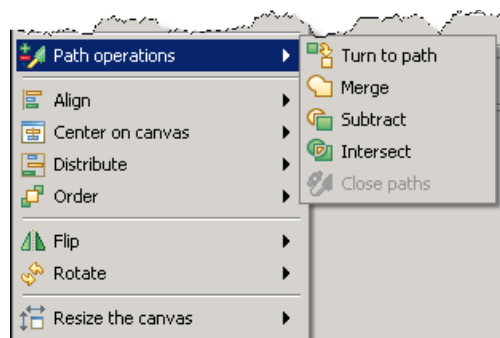 Path operations
Align
Center on canvas
Distribute
Order
Flip
Rotate
Resize the canvas
Turn to path
Merge
Subtract
Intersect
Close paths